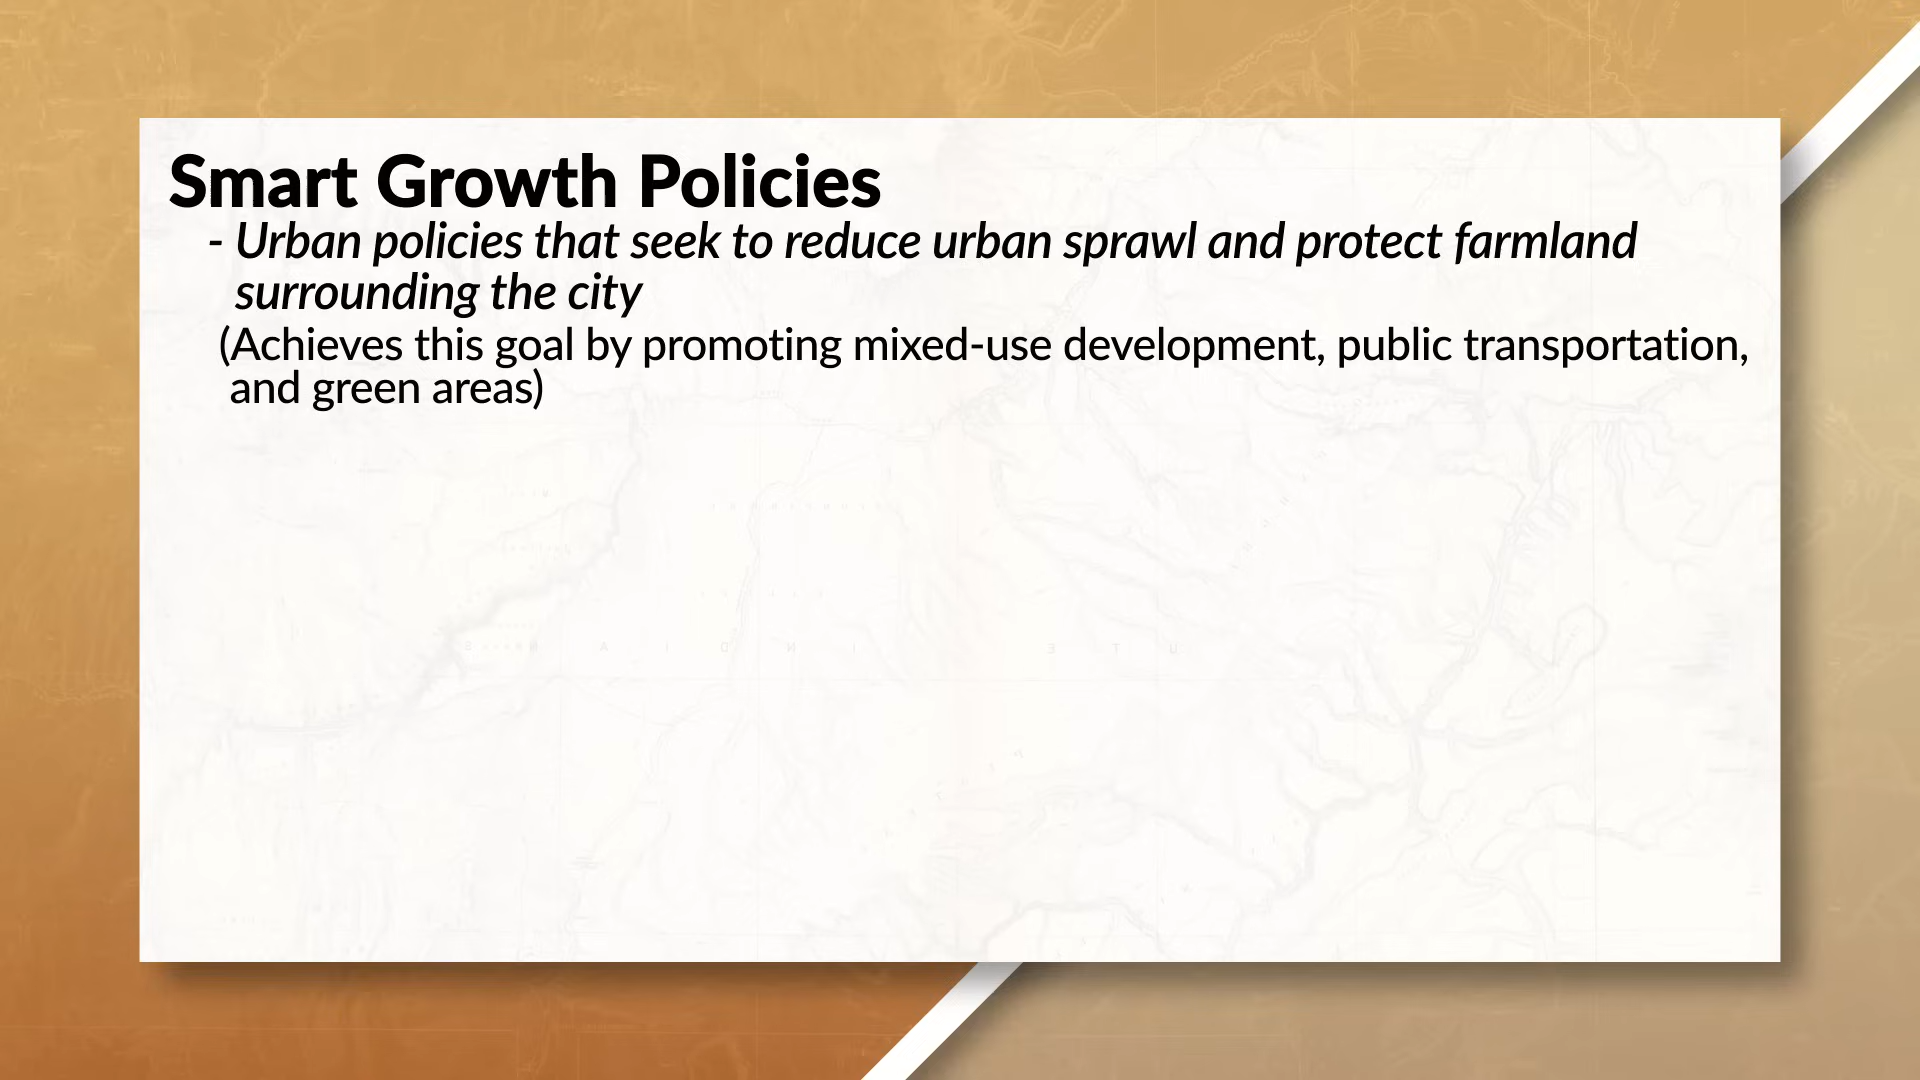 Smart Growth Policies
- Urban policies that seek to reduce urban sprawl and protect farmland
surrounding the city
(Achieves this goal by promoting mixed-use development, public transportation,
and green areas)